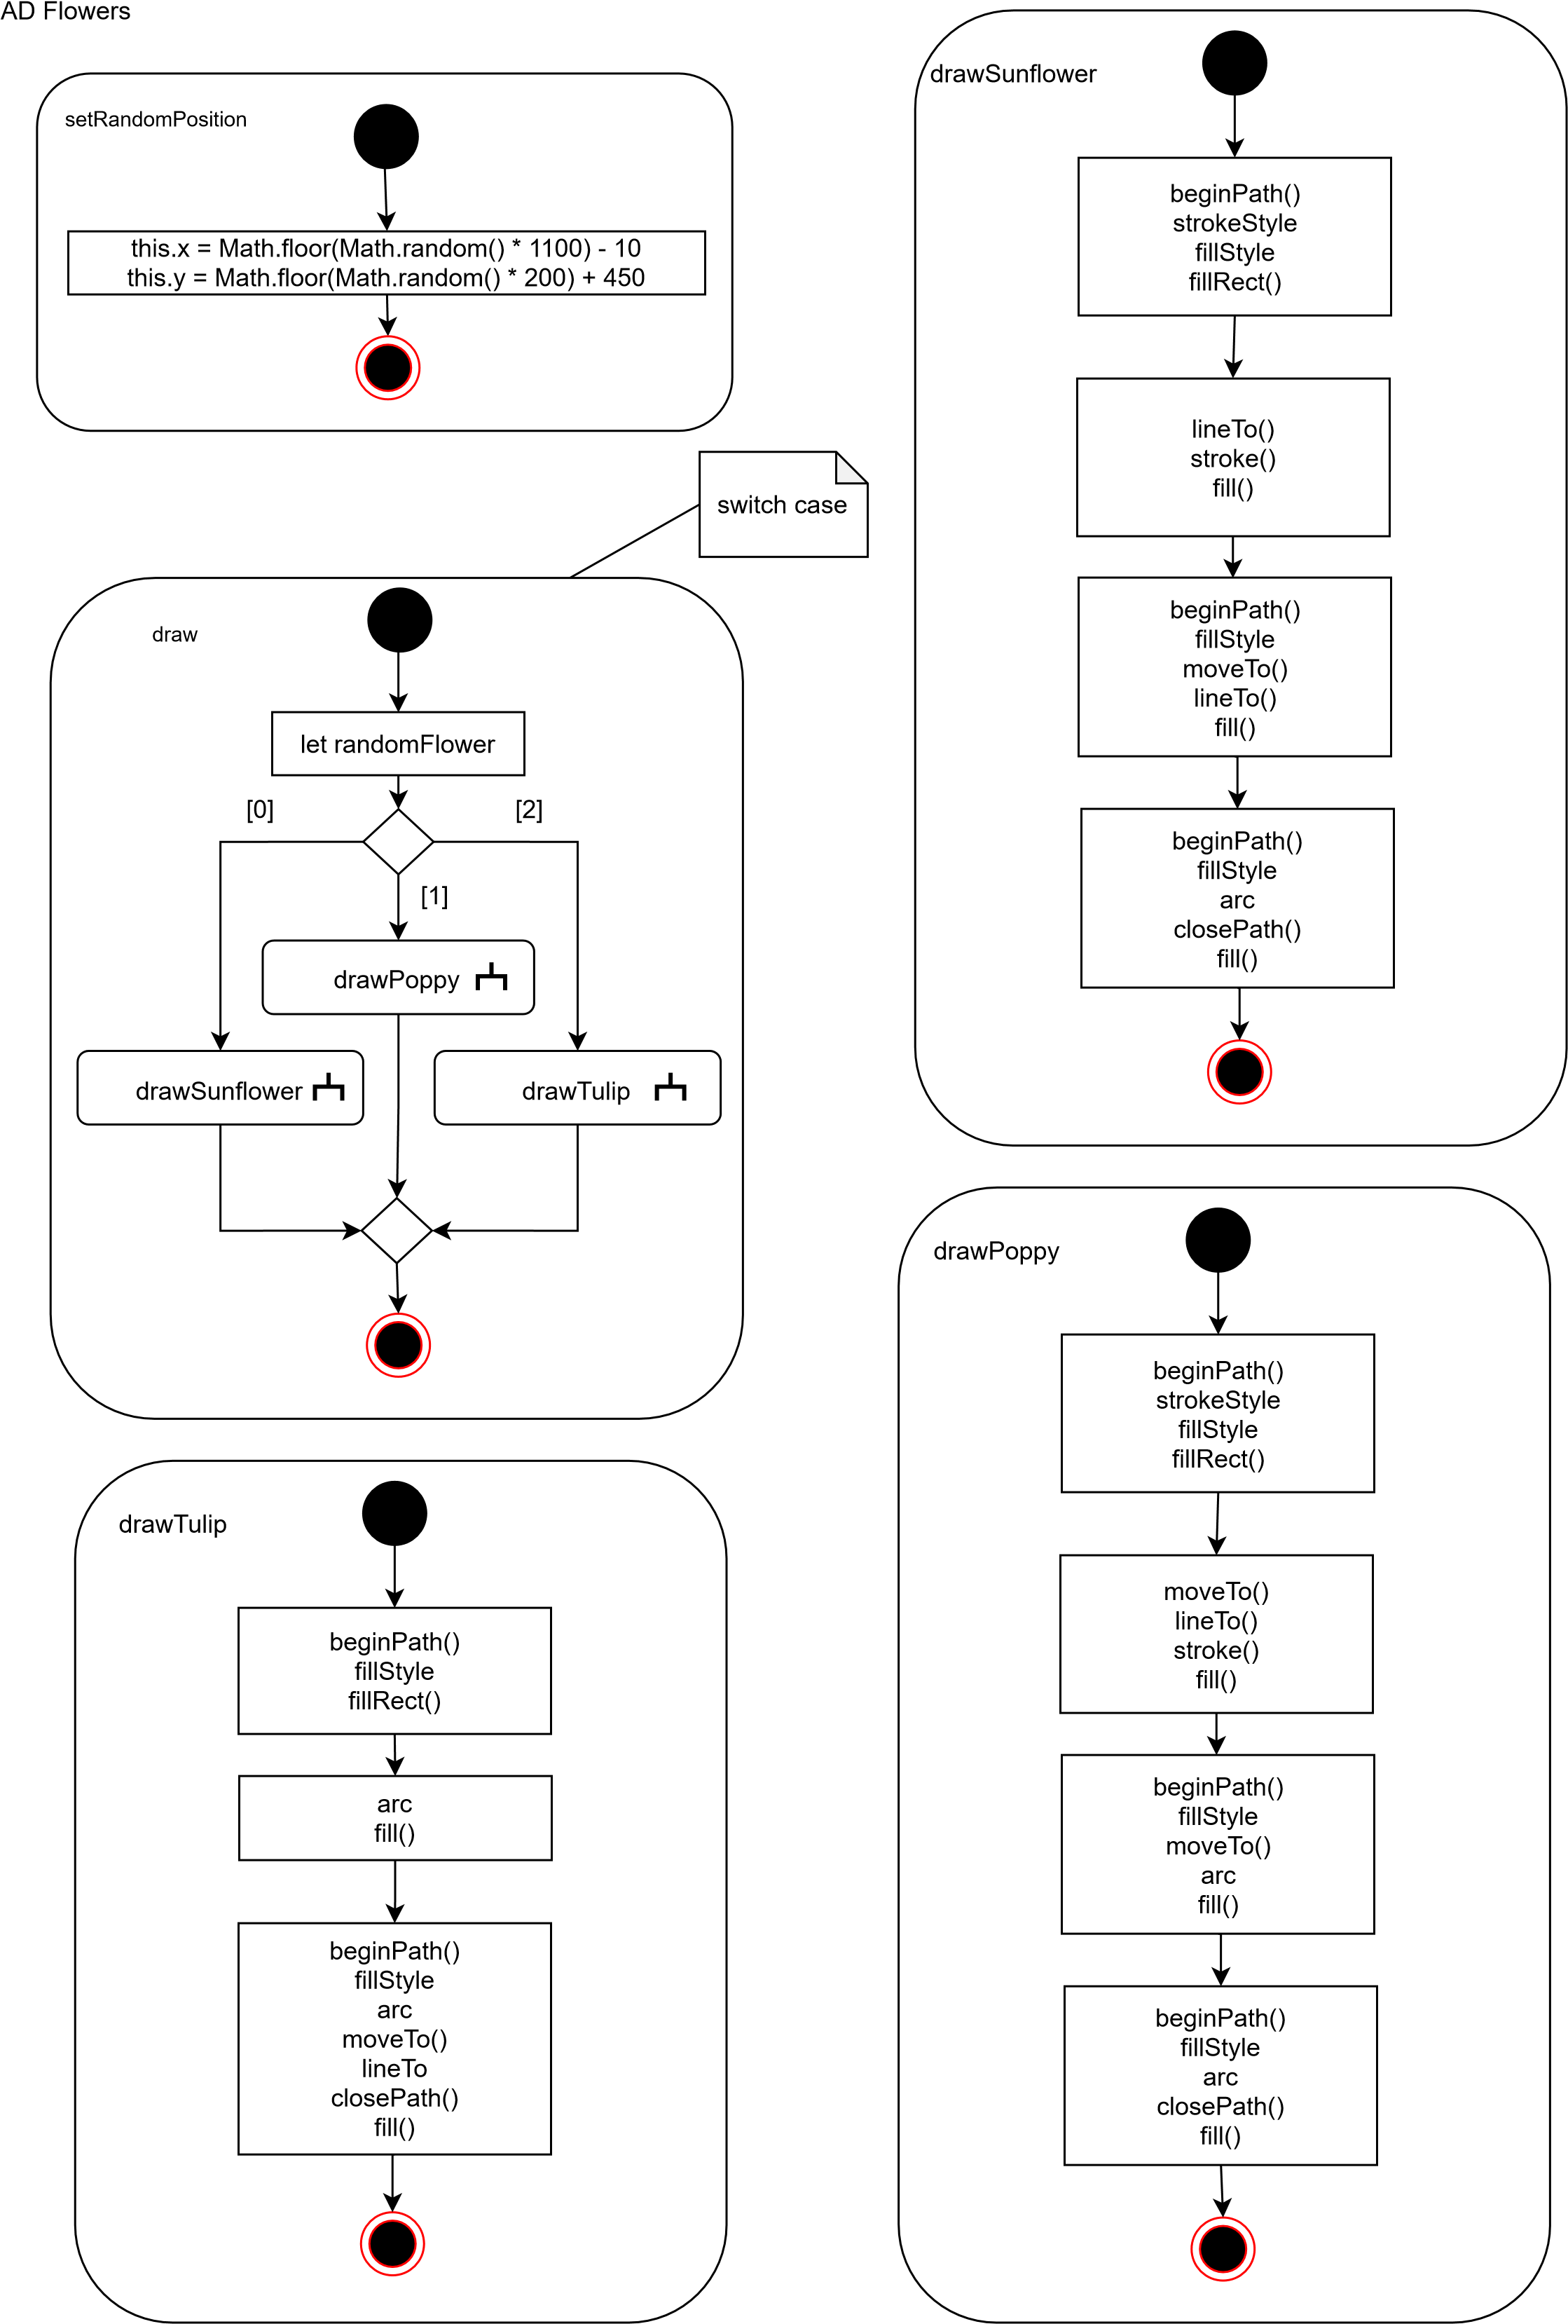 AD Flowers
setRandomPosition
this.x = Math.floor(Math.random() * 1100) - 10
this.y = Math.floor(Math.random() * 200) + 450
switch case
draw
let randomFlower
[0]
[2]
[1]
drawPoppy
drawSunflower
drawTulip
drawTulip
beginPath()
fillStyle
fillRect()
arc
fill()
beginPath()
fillStyle
arc
moveTo()
lineTo
closePath()
fill()
drawSunflower
beginPath()
strokeStyle
fillStyle
fillRect()
lineTo()
stroke()
fill()
beginPath()
fillStyle
moveTo()
lineTo()
fill()
beginPath()
fillStyle
arc
closePath()
fill()
drawPoppy
beginPath()
strokeStyle
fillStyle
fillRect()
moveTo()
lineTo()
stroke()
fill()
beginPath()
fillStyle
moveTo()
arc
fill()
beginPath()
fillStyle
arc
closePath()
fill()